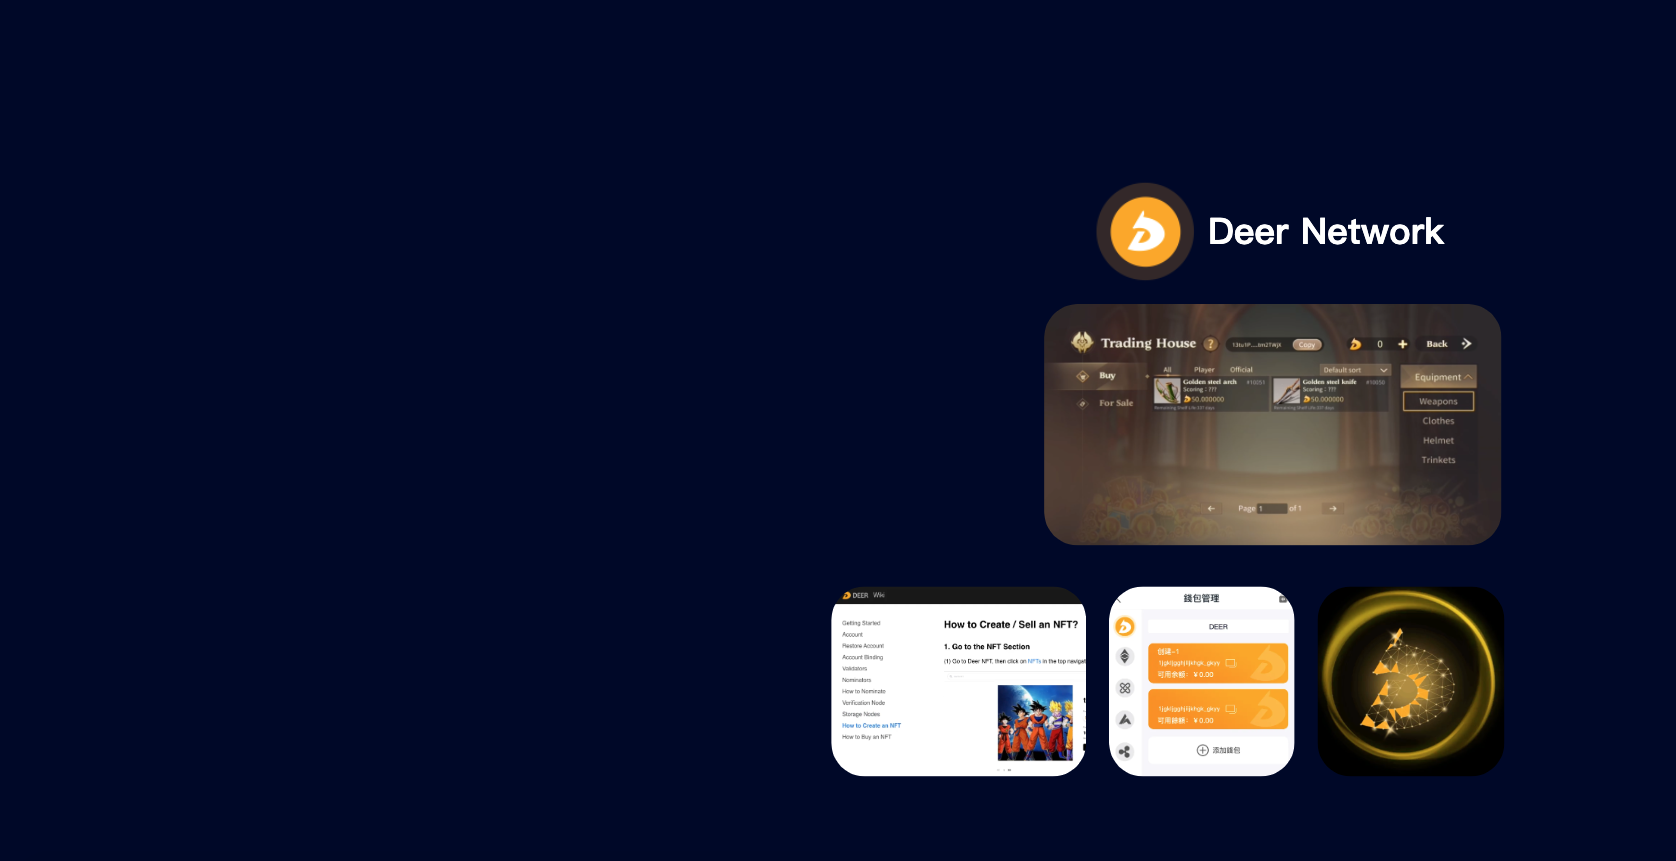 Deer Network
Trading House
?
Copy
0
Back
Buy
For Sale
All Player Official
Default sort
Equipment
Weapons
Clothes
Helmet
Trinkets
Golden steel arch #10051
Scoring : ???
50.000000
Golden steel knife #10050
Scoring : ???
50.000000
Page 1 of 1
DEER Wiki
Getting Started
Account
Restore Account
Account Binding
Validators
Nominators
How to Nominate
Verification Node
Storage Nodes
How to Create an NFT
How to Buy an NFT
How to Create / Sell an NFT?
1. Go to the NFT Section
(1) Go to Deer NFT, then click on NFTs in the top navigat
錢包管理
DEER
创建-1
可用余额: ￥0.00
可用餘額: ￥0.00
添加錢包